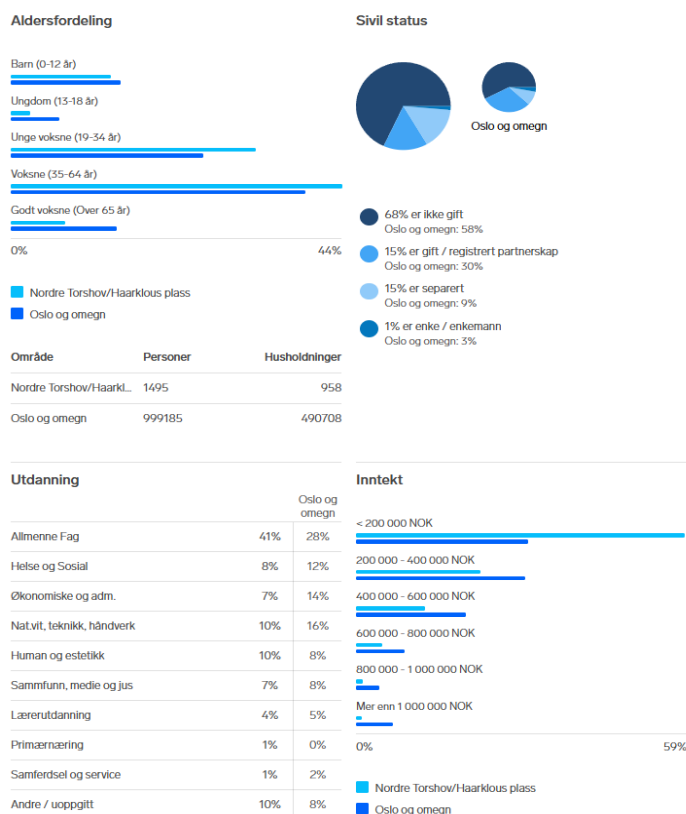 Aldersfordeling
Barn (0-12 år)
Ungdom (13-18 år)
Unge voksne (19-34 år)
Voksne (35-64 år)
Godt voksne (Over 65 år)
0% 44%
Nordre Torshov/Haarklous plass
Oslo og omegn
Område Personer Husholdninger
Nordre Torshov/Haarkl... 1495 958
Oslo og omegn 999185 490708
Sivil status
Oslo og omegn
68% er ikke gift
Oslo og omegn: 58%
15% er gift / registrert partnerskap
Oslo og omegn: 30%
15% er separert
Oslo og omegn: 9%
1% er enke / enkemann
Oslo og omegn: 3%
Utdanning
Oslo og
omegn
Allmenne Fag 41% 28%
Helse og Sosial 8% 12%
Økonomiske og adm. 7% 14%
Nat.vit, teknikk, håndverk 10% 16%
Human og estetikk 10% 8%
Sammfunn, medie og jus 7% 8%
Lærerutdanning 4% 5%
Primærnæring 1% 0%
Samferdsel og service 1% 2%
Andre / uoppgitt 10% 8%
Inntekt
< 200 000 NOK
200 000 - 400 000 NOK
400 000 - 600 000 NOK
600 000 - 800 000 NOK
800 000 - 1 000 000 NOK
Mer enn 1 000 000 NOK
0% 59%
Nordre Torshov/Haarklous plass
Oslo og omegn